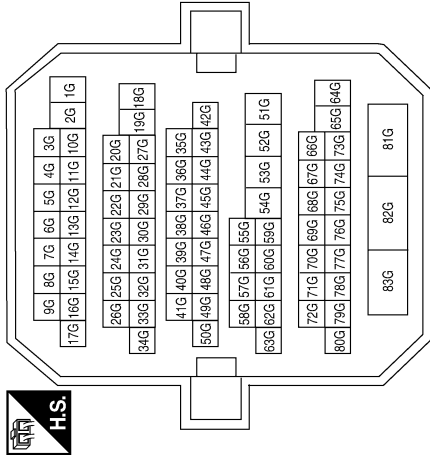 H.S.
9G 8G 7G 6G 5G 4G 3G 2G 1G
17G 16G 15G 14G 13G 12G 11G 10G
26G 25G 24G 23G 22G 21G 20G 19G 18G
34G 33G 32G 31G 30G 29G 28G 27G
41G 40G 39G 38G 37G 36G 35G
50G 49G 48G 47G 46G 45G 44G 43G 42G
58G 57G 56G 55G 54G 53G 52G 51G
63G 62G 61G 60G 59G
72G 71G 70G 69G 68G 67G 66G 65G 64G
80G 79G 78G 77G 76G 75G 74G 73G
83G 82G 81G